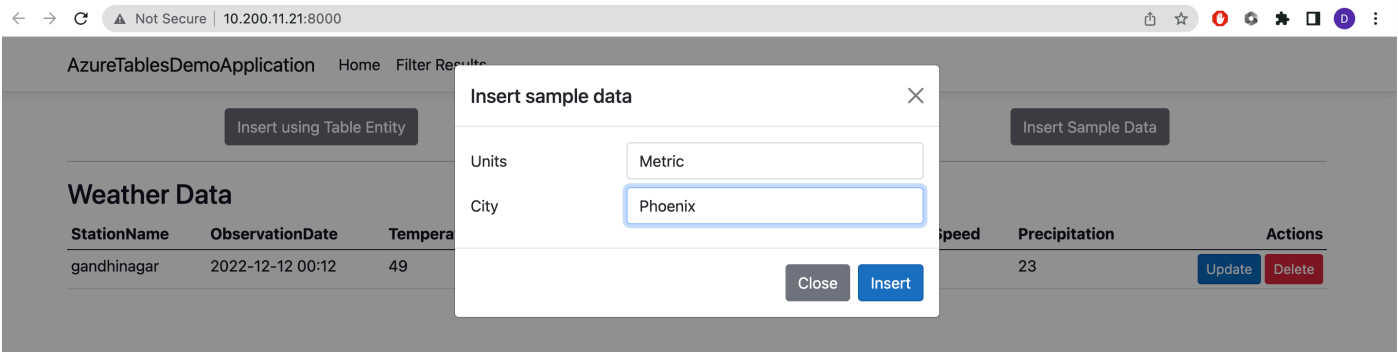 Not Secure 10.200.11.21:8000 D
AzureTablesDemoApplication Home Filter Results
Insert sample data
Insert using Table Entity Insert Sample Data
Units Metric
City Phoenix
Weather Data
StationName ObservationDate Tempera Speed Precipitation Actions
gandhinagar 2022-12-12 00:12 49 23 Update Delete
Close Insert